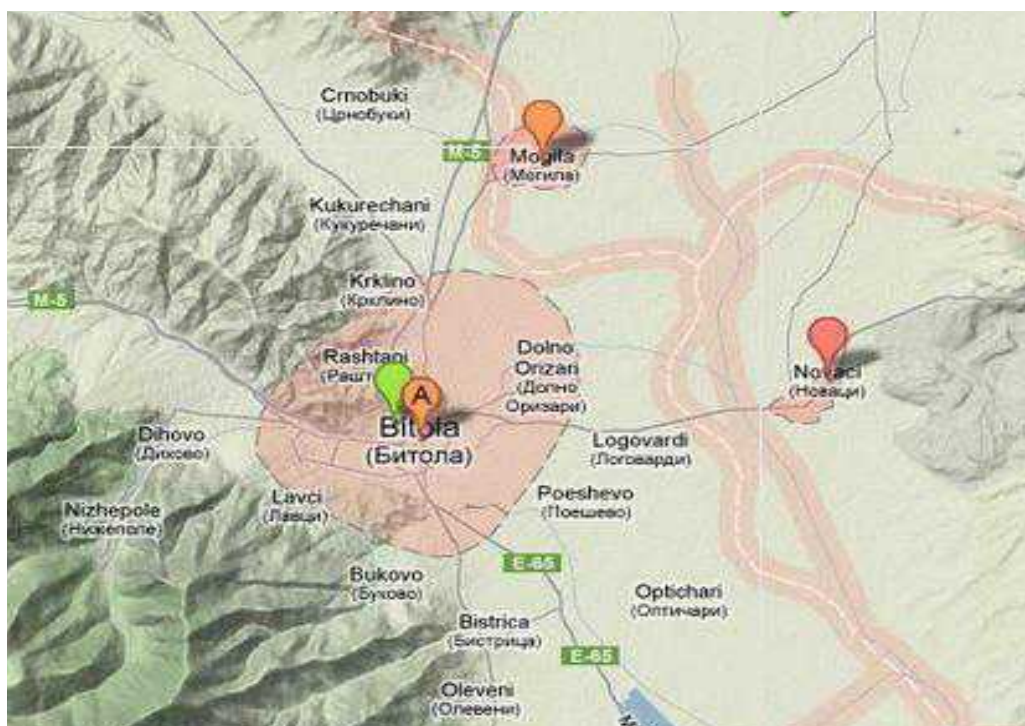 Crnobuki
(Црнобуки)
M-5
Mogila
(Могила)
Kukurechani
(Кукуречани)
Krklino
(Крклино)
M-5
Rashtani
(Рашт
Dolno
Orizari
(Долно
Оризари)
Novaci
(Новаци)
A
Bitola
(Битола)
Dihovo
(Дихово)
Logovardi
(Логоварди)
Lavci
(Лавци)
Poeshevo
(Поешево)
Nizhepole
(Нижеполе)
E-65
Bukovo
(Буково)
Optichari
(Оптичари)
Bistrica
(Бистрица)
E-65
Oleveni
(Олевени)